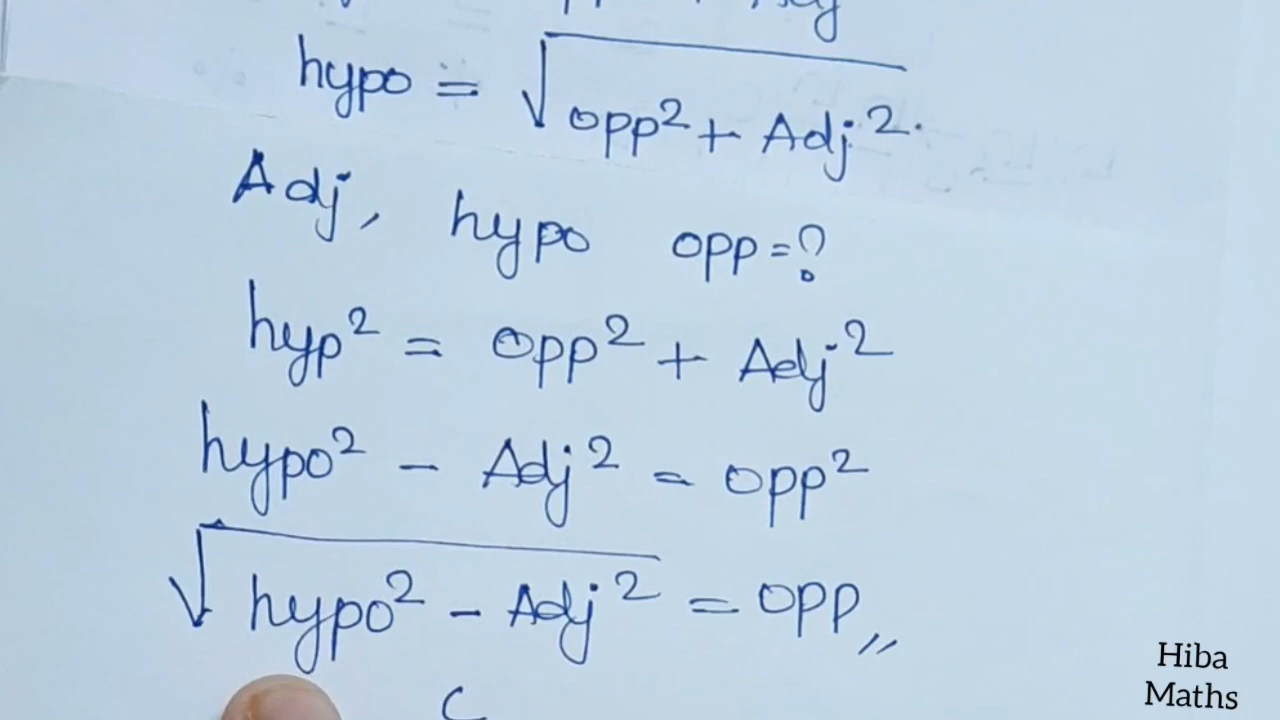 hypo = √opp² + Adj².
Adj, hypo opp = ?
hyp² = opp² + Adj²
hypo² - Adj² = opp²
√hypo² - Adj² = opp,,
Hiba
Maths